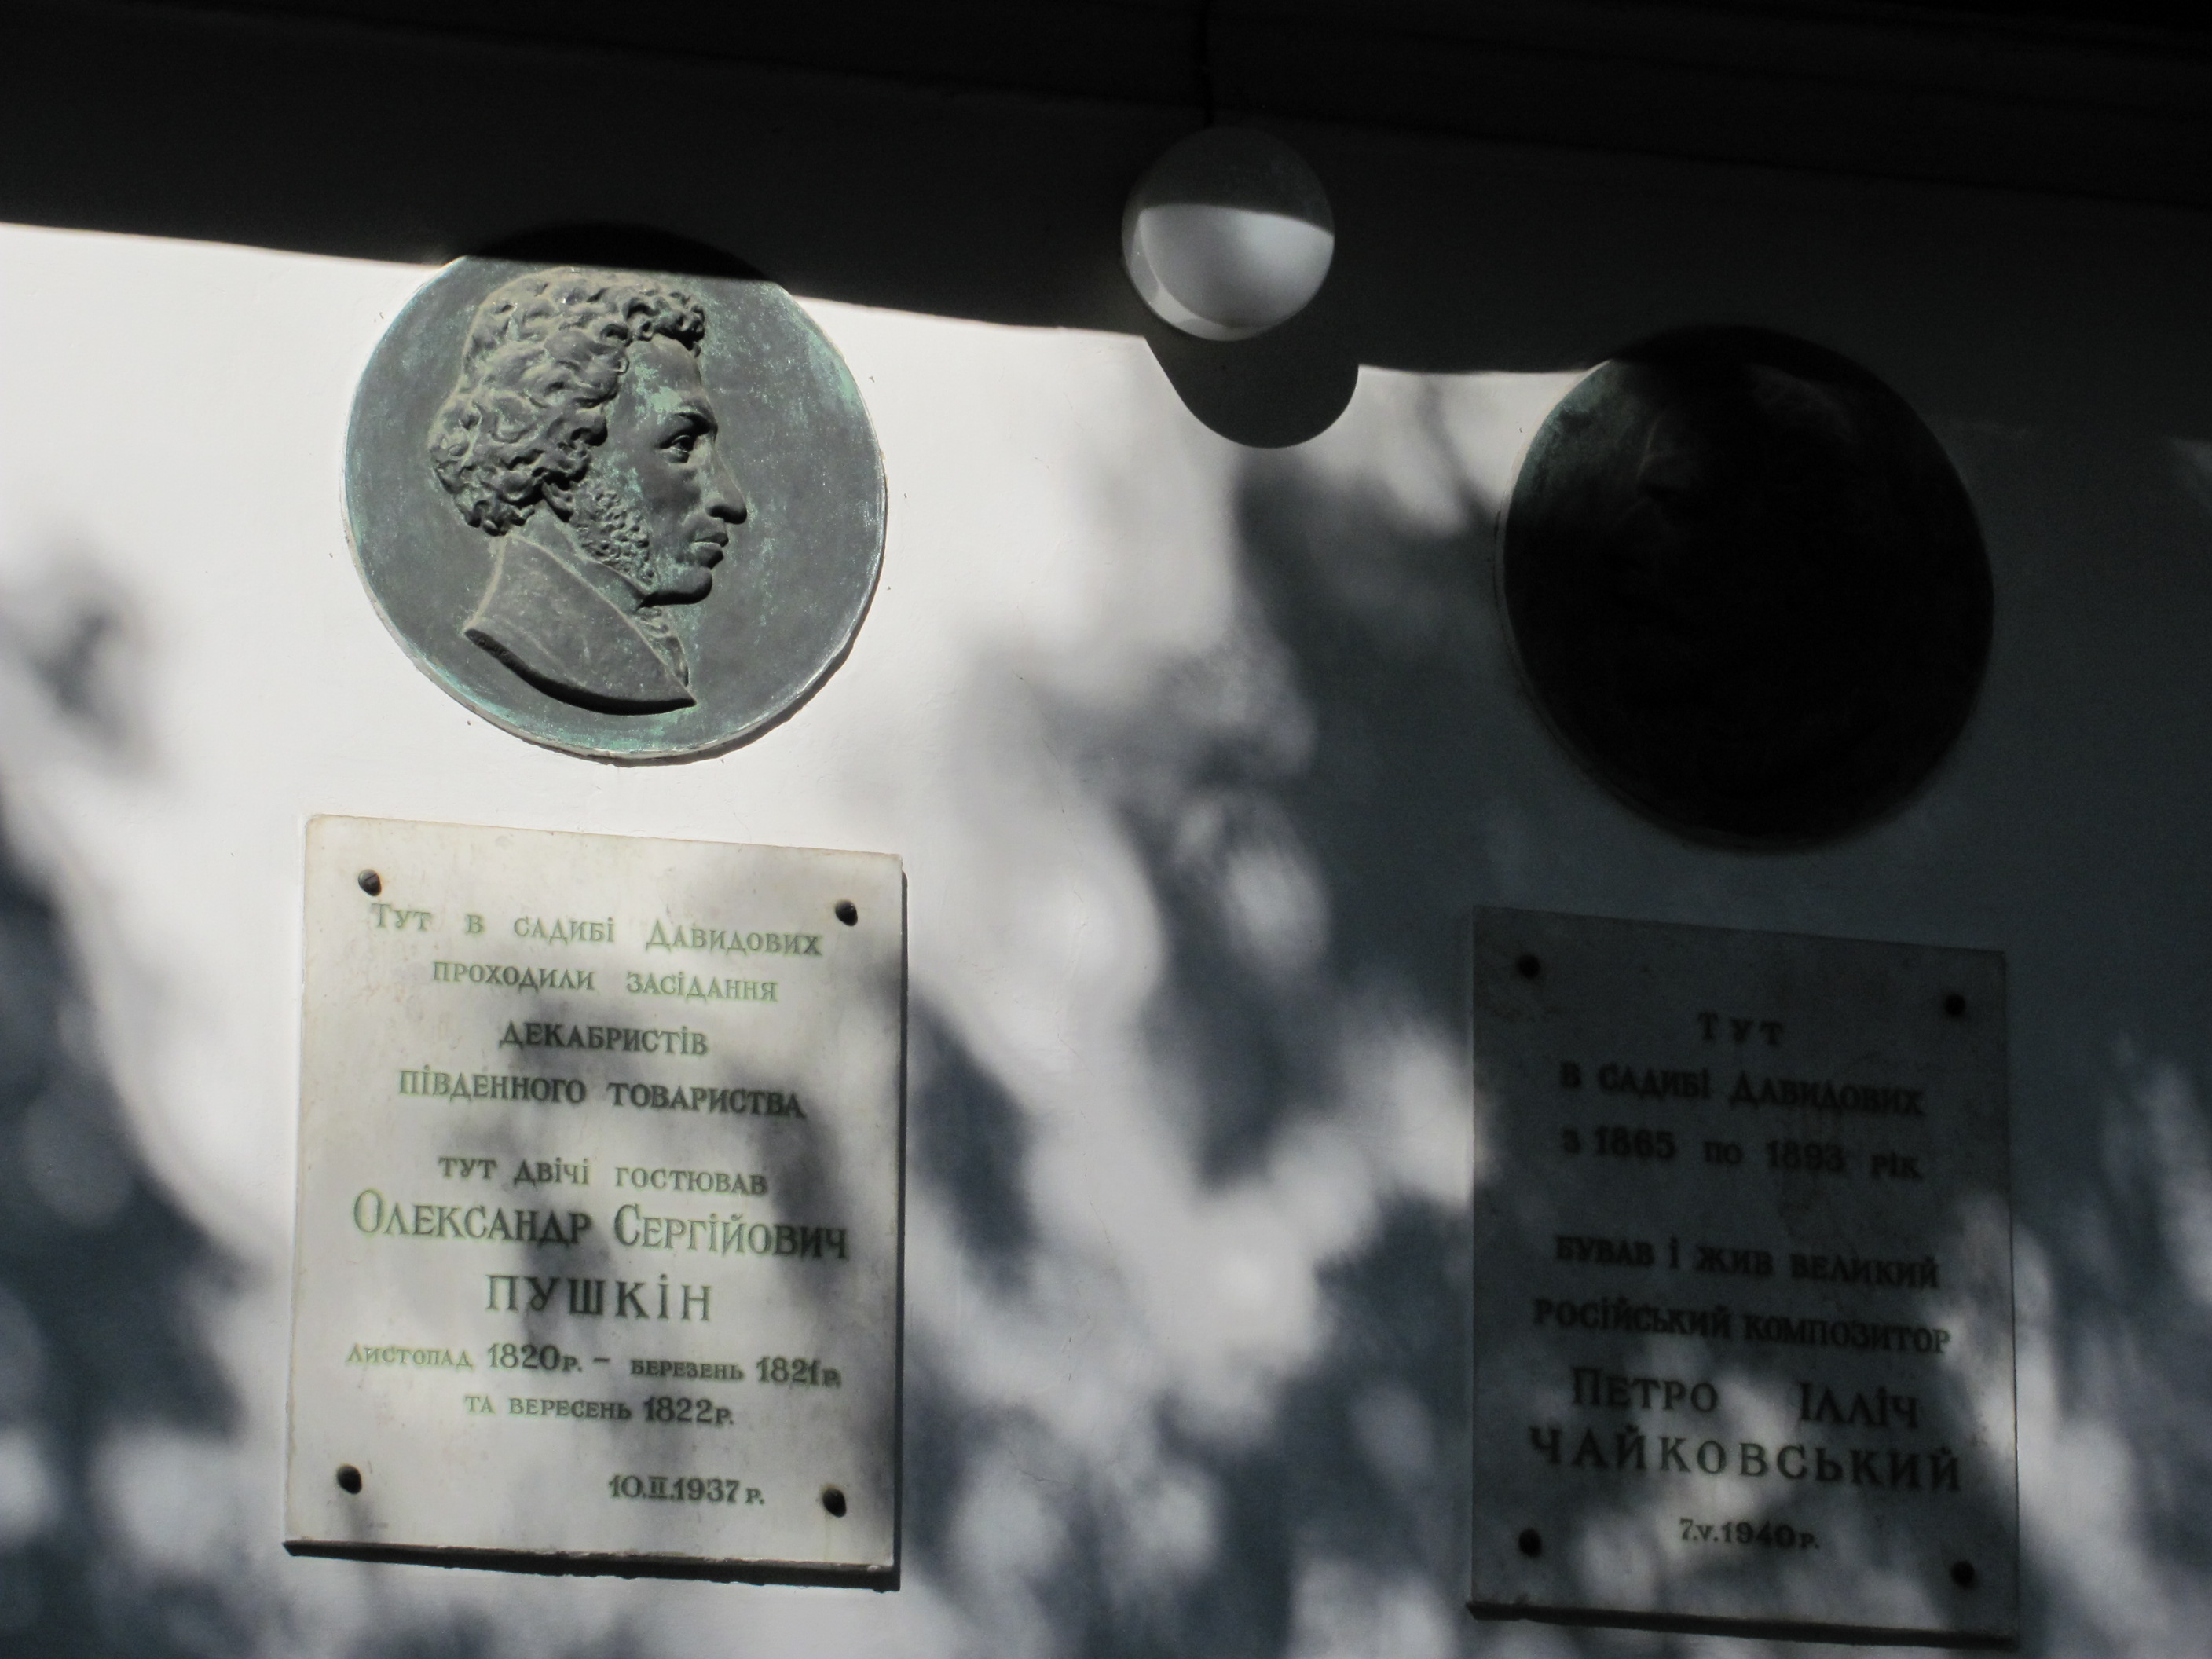 Тут в садибі Давидових
проходили засідання
декабристів
Південного товариства
тут двічі гостював
Олександр Сергійович
Пушкін
листопад 1820р. – березень 1821р.
та вересень 1822р.
10.II.1937р.
Тут
в садибі Давидових
з 1865 по 1893 рік
бував і жив великий
російський композитор
Петро Ілліч
Чайковський
7.V.1940р.